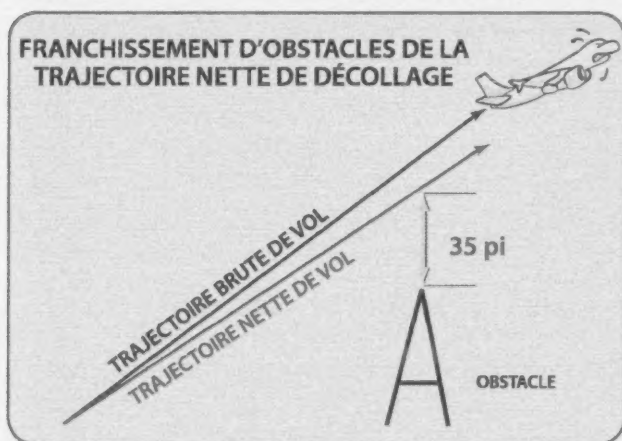 FRANCHISSEMENT D'OBSTACLES DE LA
TRAJECTOIRE NETTE DE DÉCOLLAGE
TRAJECTOIRE BRUTE DE VOL
TRAJECTOIRE NETTE DE VOL
35 pi
OBSTACLE